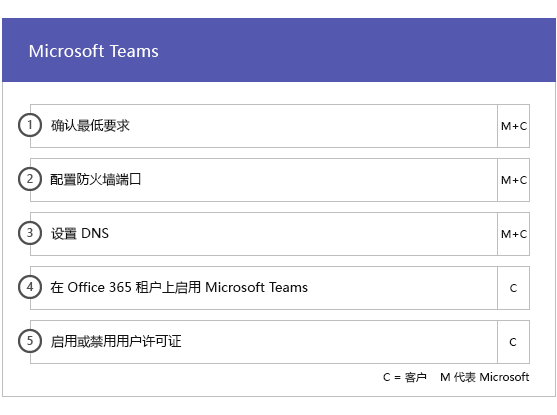 Microsoft Teams
1 确认最低要求 M+C
2 配置防火墙端口 M+C
3 设置 DNS M+C
4 在 Office 365 租户上启用 Microsoft Teams C
5 启用或禁用用户许可证 C
C = 客户 M 代表 Microsoft